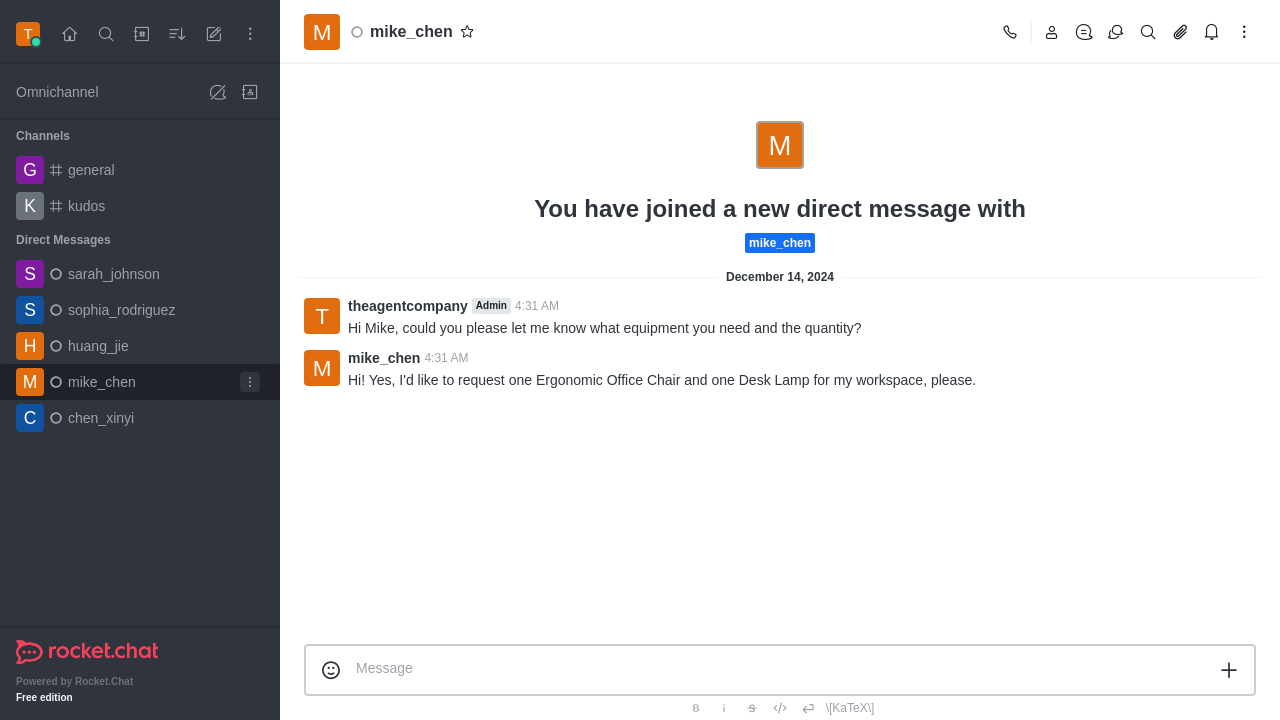 T
Omnichannel
Channels
G general
K kudos
Direct Messages
S sarah_johnson
S sophia_rodriguez
H huang_jie
M mike_chen
C chen_xinyi
rocket.chat
Powered by Rocket.Chat
Free edition
M mike_chen
M
You have joined a new direct message with
mike_chen
December 14, 2024
T theagentcompany Admin 4:31 AM
Hi Mike, could you please let me know what equipment you need and the quantity?
M mike_chen 4:31 AM
Hi! Yes, I'd like to request one Ergonomic Office Chair and one Desk Lamp for my workspace, please.
Message
B i S \[KaTeX\]